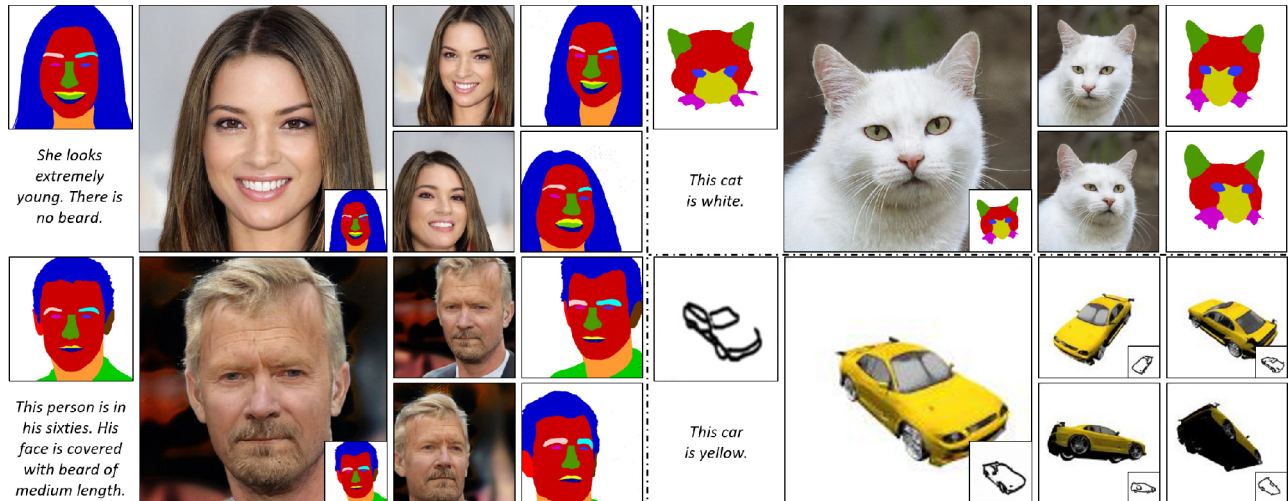 She looks
extremely
young. There is
no beard.
This cat
is white.
This person is in
his sixties. His
face is covered
with beard of
medium length.
This car
is yellow.